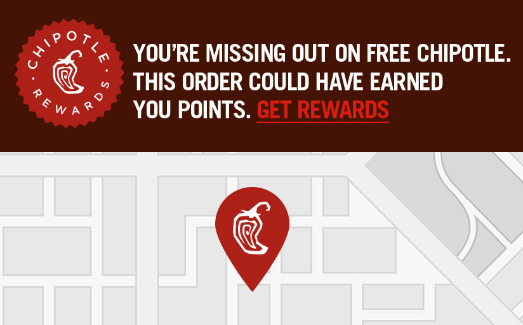 CHIPOTLE
REWARDS
YOU'RE MISSING OUT ON FREE CHIPOTLE.
THIS ORDER COULD HAVE EARNED
YOU POINTS. GET REWARDS